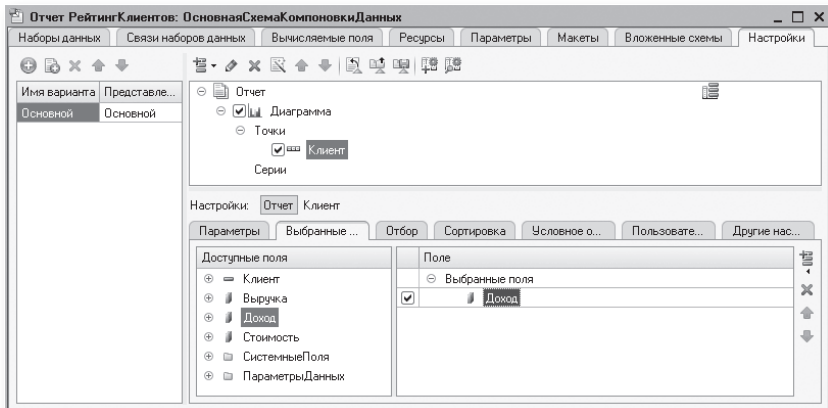 Отчет РейтингКлиентов: ОсновнаяСхемаКомпоновкиДанных
Наборы данных Связи наборов данных Вычисляемые поля Ресурсы Параметры Макеты Вложенные схемы Настройки
Имя варианта Представле...
Основной Основной
Отчет
Диаграмма
Точки
Клиент
Серии
Настройки: Отчет Клиент
Параметры Выбранные ... Отбор Сортировка Условное о... Пользовате... Другие нас...
Доступные поля
Клиент
Выручка
Доход
Стоимость
СистемныеПоля
ПараметрыДанных
Поле
Выбранные поля
Доход